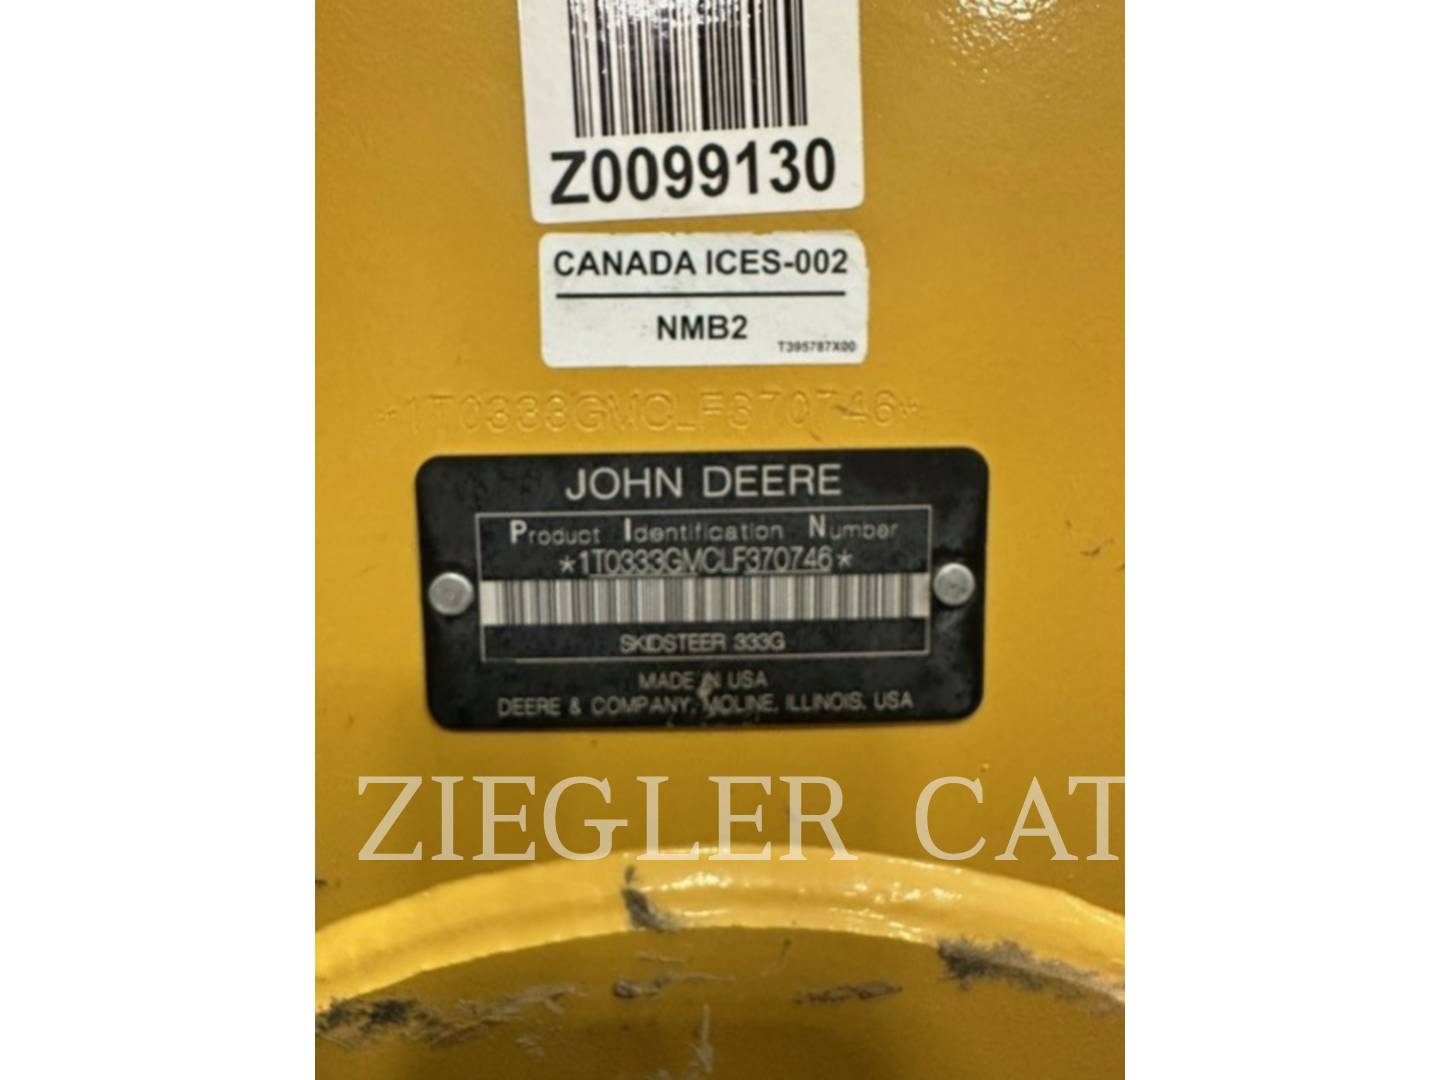 Z0099130
CANADA ICES-002
NMB2
T395787X00
*1T0333GMCLF370746*
JOHN DEERE
Product Identification Number
*1T0333GMCLF370746*
SKIDSTEER 333G
MADE IN USA
DEERE & COMPANY, MOLINE, ILLINOIS, USA
ZIEGLER CAT